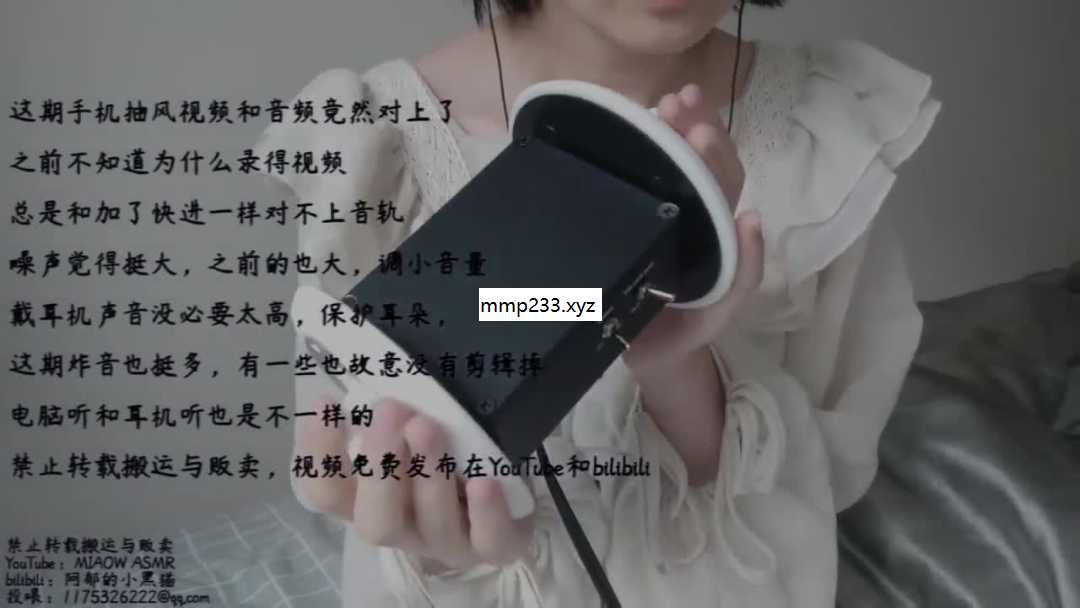 这期手机抽风视频和音频竟然对上了
之前不知道为什么录得视频
总是和加了快进一样对不上音轨
噪声觉得挺大，之前的也大，调小音量
戴耳机声音没必要太高，保护耳朵，
mmp233.xyz
这期炸音也挺多，有一些也故意没有剪辑掉
电脑听和耳机听也是不一样的
禁止转载搬运与贩卖，视频免费发布在YouTube和bilibili
禁止转载搬运与贩卖
YouTube：MIAOW ASMR
bilibili：阿郁的小黑猫
投喂：1175326222@qq.com